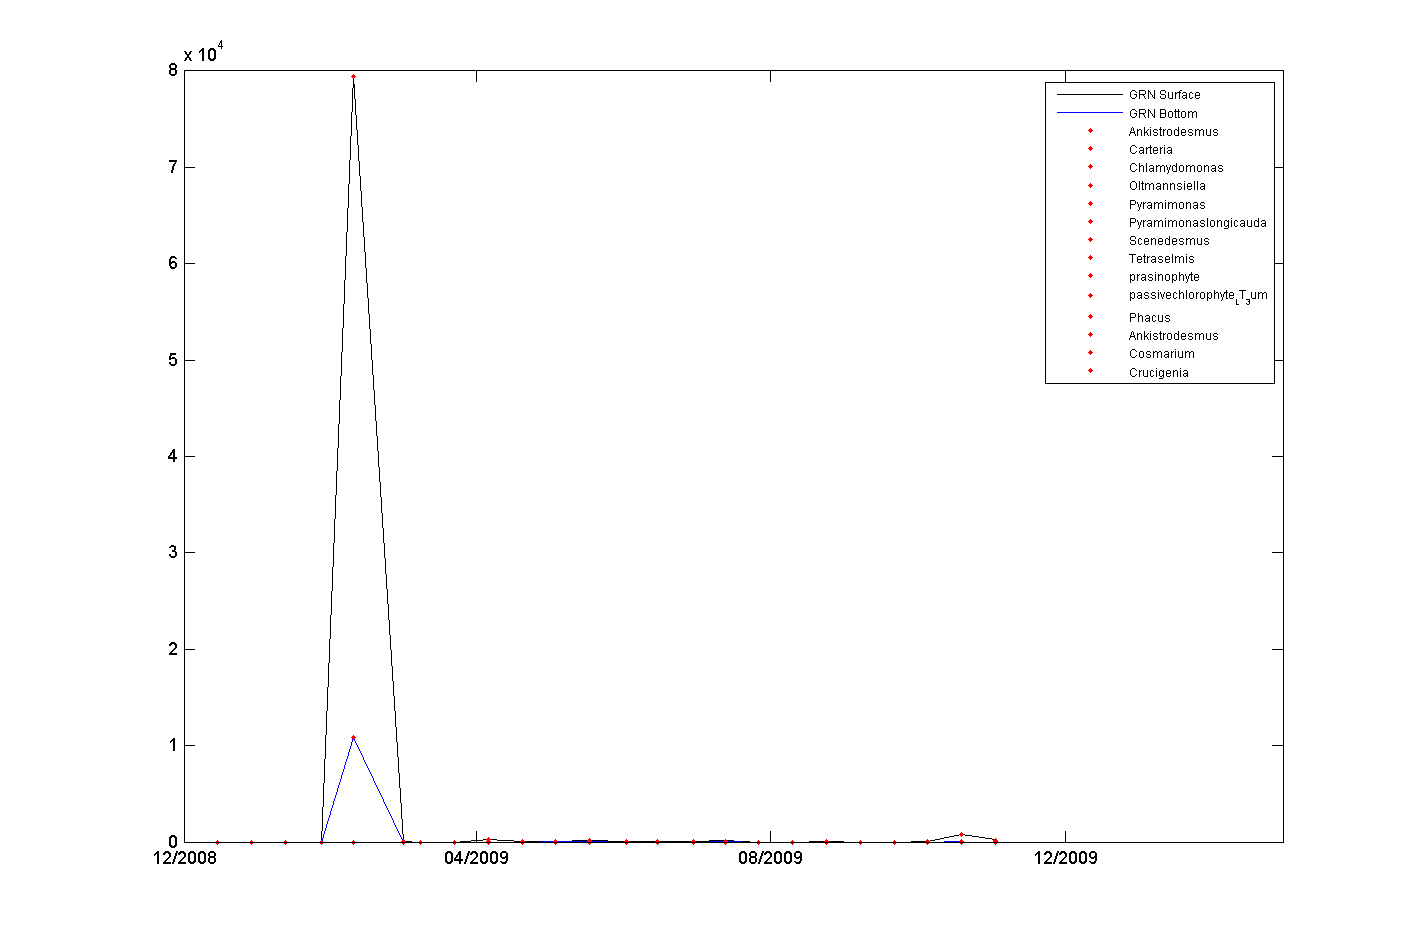 x 10^4
8
7
6
5
4
3
2
1
0
12/2008 04/2009 08/2009 12/2009
GRN Surface
GRN Bottom
Ankistrodesmus
Carteria
Chlamydomonas
Oltmannsiella
Pyramimonas
Pyramimonaslongicauda
Scenedesmus
Tetraselmis
prasinophyte
passivechlorophyte_LT_3um
Phacus
Ankistrodesmus
Cosmarium
Crucigenia